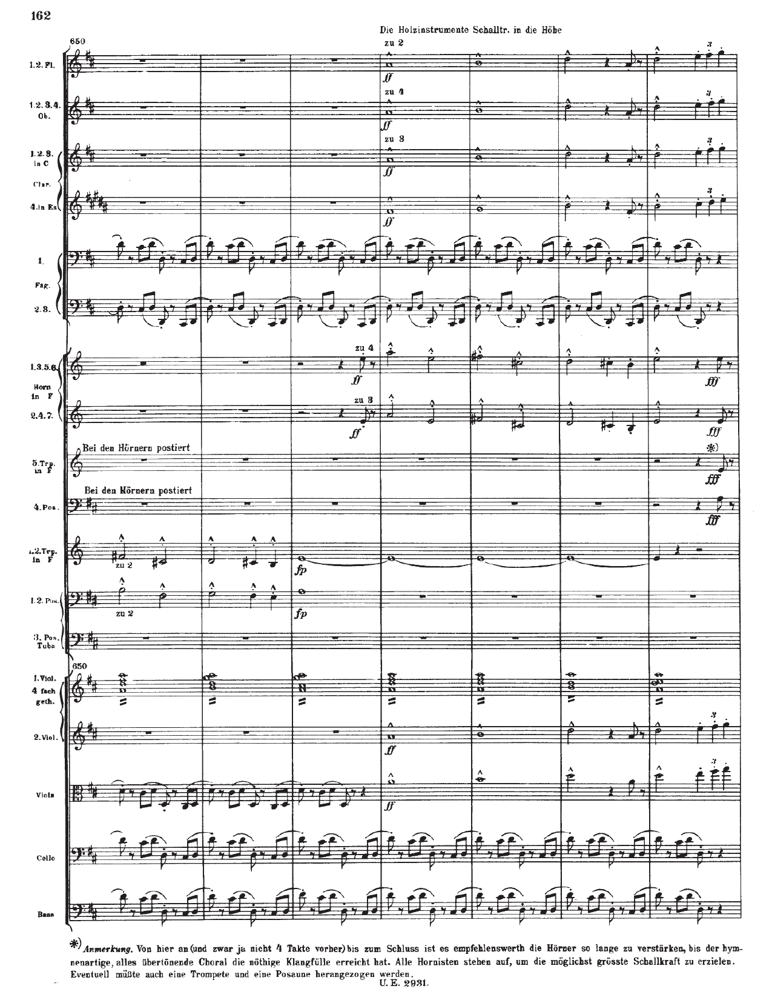 162
Die Holzinstrumente Schalltr. in die Höhe
650
zu 2
1.2. Fl.
ff
zu 4
1.2.3.4.
Ob.
ff
zu 3
1.2.3.
in C
ff
Clar.
4.in Es
ff
1.
Fag.
2.3.
zu 4
1.3.5.6.
ff
fff
Horn
in F
zu 3
2.4.7.
ff
fff
Bei den Hörnern postiert
*)
5.Trp.
in F
fff
Bei den Hörnern postiert
4.Pos.
fff
1.2.Trp.
in F
zu 2
fp
1.2. Pos.
zu 2
fp
3. Pos.
Tuba
650
1.Viol.
4 fach
geth.
2.Viol.
ff
3
Viola
ff
3
Cello
Bass
*) Anmerkung. Von hier an (und zwar ja nicht 4 Takte vorher) bis zum Schluss ist es empfehlenswerth die Hörner so lange zu verstärken, bis der hym-
nenartige, alles übertönende Choral die nöthige Klangfülle erreicht hat. Alle Hornisten stehen auf, um die möglichst grösste Schallkraft zu erzielen.
Eventuell müßte auch eine Trompete und eine Posaune herangezogen werden.
U. E. 2931.